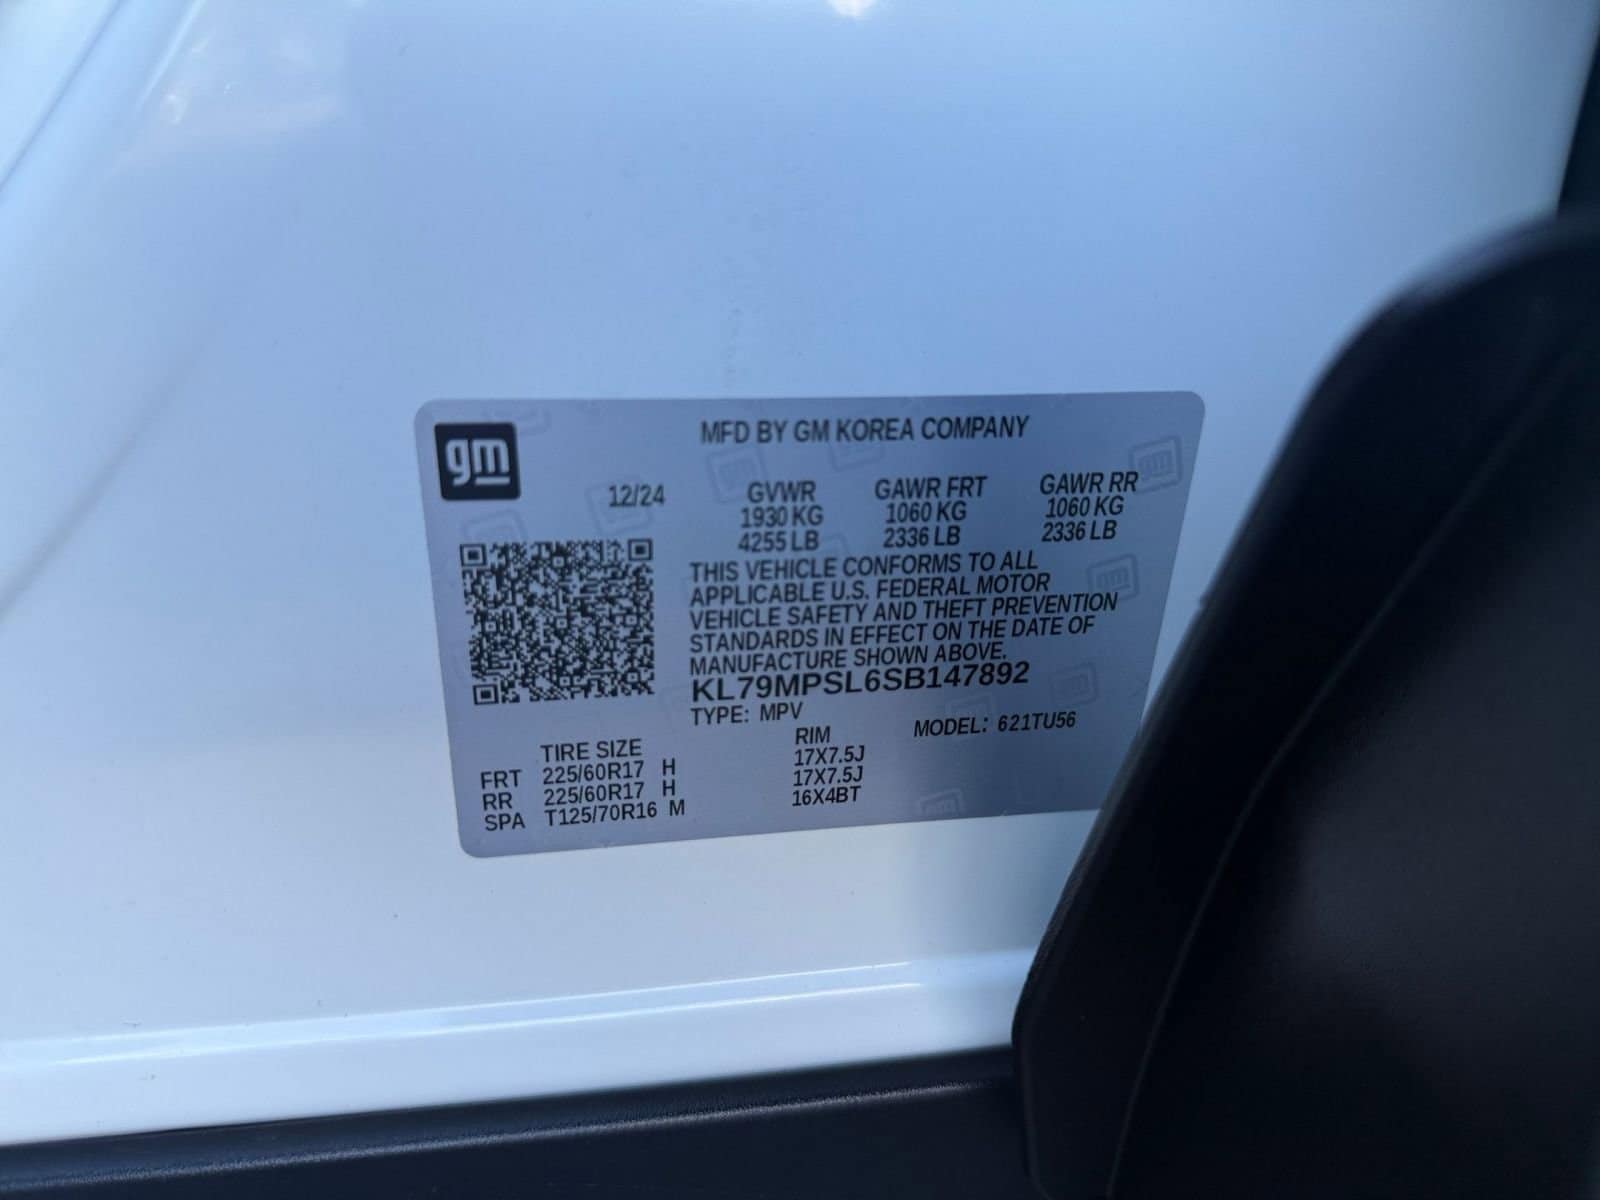 gm
MFD BY GM KOREA COMPANY
12/24 GVWR GAWR FRT GAWR RR
1930 KG 1060 KG 1060 KG
4255 LB 2336 LB 2336 LB
THIS VEHICLE CONFORMS TO ALL
APPLICABLE U.S. FEDERAL MOTOR
VEHICLE SAFETY AND THEFT PREVENTION
STANDARDS IN EFFECT ON THE DATE OF
MANUFACTURE SHOWN ABOVE.
KL79MPSL6SB147892
TYPE: MPV MODEL: 621TU56
TIRE SIZE RIM
FRT 225/60R17 H 17X7.5J
RR 225/60R17 H 17X7.5J
SPA T125/70R16 M 16X4BT